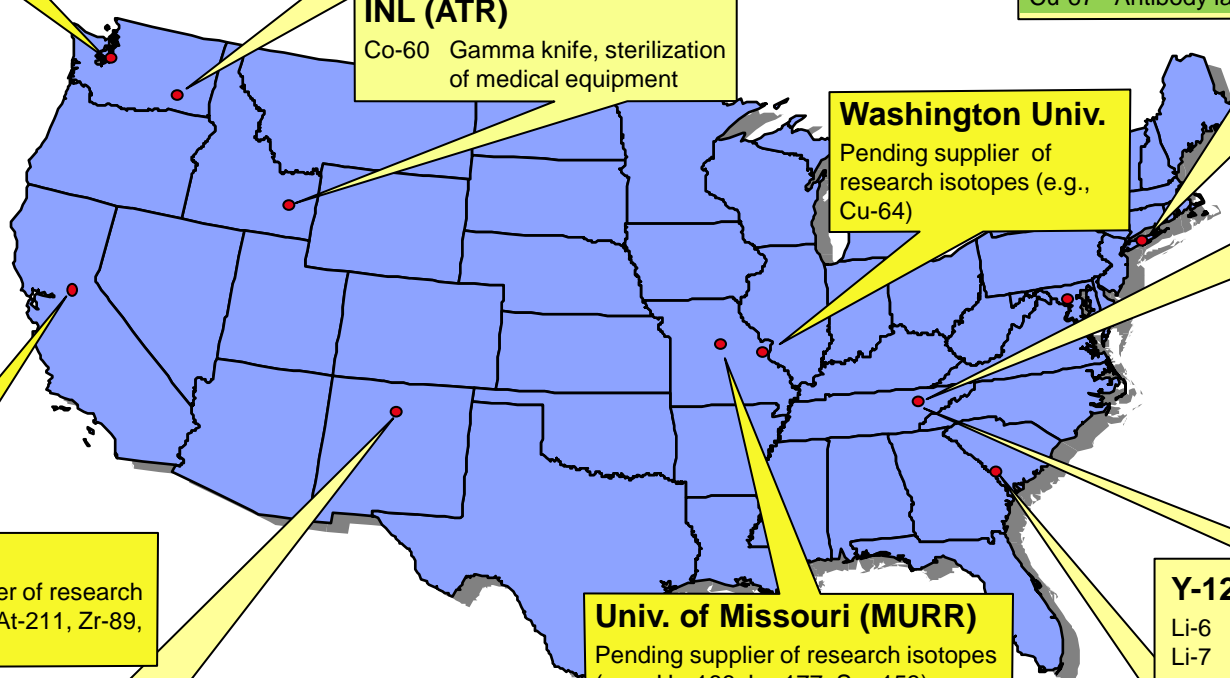 INL (ATR)
Co-60 Gamma knife, sterilization
of medical equipment
Washington Univ.
Pending supplier of
research isotopes (e.g.,
Cu-64)
er of research
At-211, Zr-89,
Univ. of Missouri (MURR)
Pending supplier of research isotopes
Y-12
Li-6
Li-7